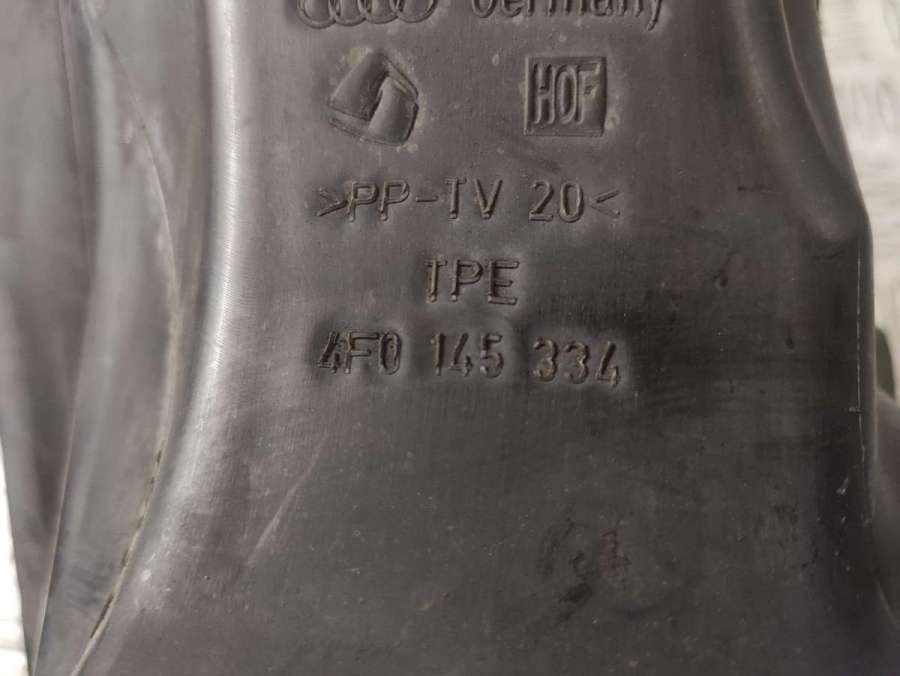 Germany
HOF
>PP-TV 20<
TPE
4F0 145 334